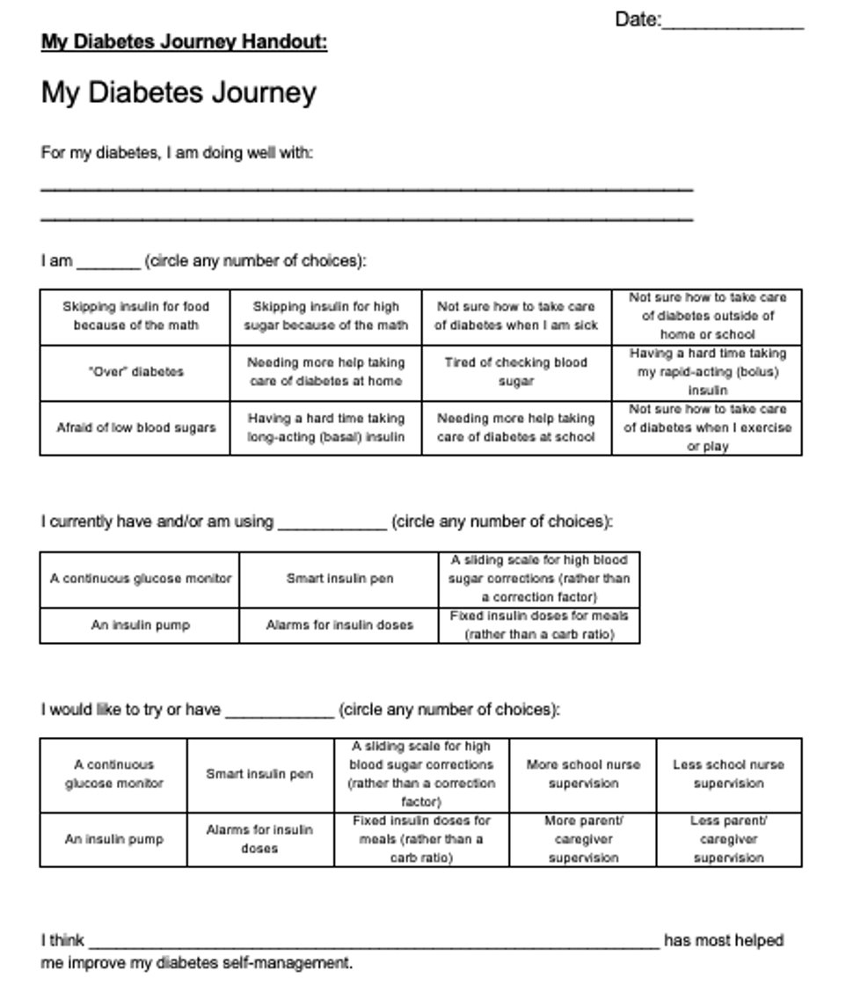 Date:_____________
My Diabetes Journey Handout:
My Diabetes Journey
For my diabetes, I am doing well with:
I am _______ (circle any number of choices):
Skipping insulin for food
because of the math
Skipping insulin for high
sugar because of the math
Not sure how to take care
of diabetes when I am sick
Not sure how to take care
of diabetes outside of
home or school
"Over" diabetes
Needing more help taking
care of diabetes at home
Tired of checking blood
sugar
Having a hard time taking
my rapid-acting (bolus)
insulin
Afraid of low blood sugars
Having a hard time taking
long-acting (basal) insulin
Needing more help taking
care of diabetes at school
Not sure how to take care
of diabetes when I exercise
or play
I currently have and/or am using ____________ (circle any number of choices):
A continuous glucose monitor
Smart insulin pen
A sliding scale for high blood
sugar corrections (rather than
a correction factor)
An insulin pump
Alarms for insulin doses
Fixed insulin doses for meals
(rather than a carb ratio)
I would like to try or have ____________ (circle any number of choices):
A continuous
glucose monitor
Smart insulin pen
A sliding scale for high
blood sugar corrections
(rather than a correction
factor)
More school nurse
supervision
Less school nurse
supervision
An insulin pump
Alarms for insulin
doses
Fixed insulin doses for
meals (rather than a
carb ratio)
More parent/
caregiver
supervision
Less parent/
caregiver
supervision
I think ________________________________________________________________ has most helped
me improve my diabetes self-management.